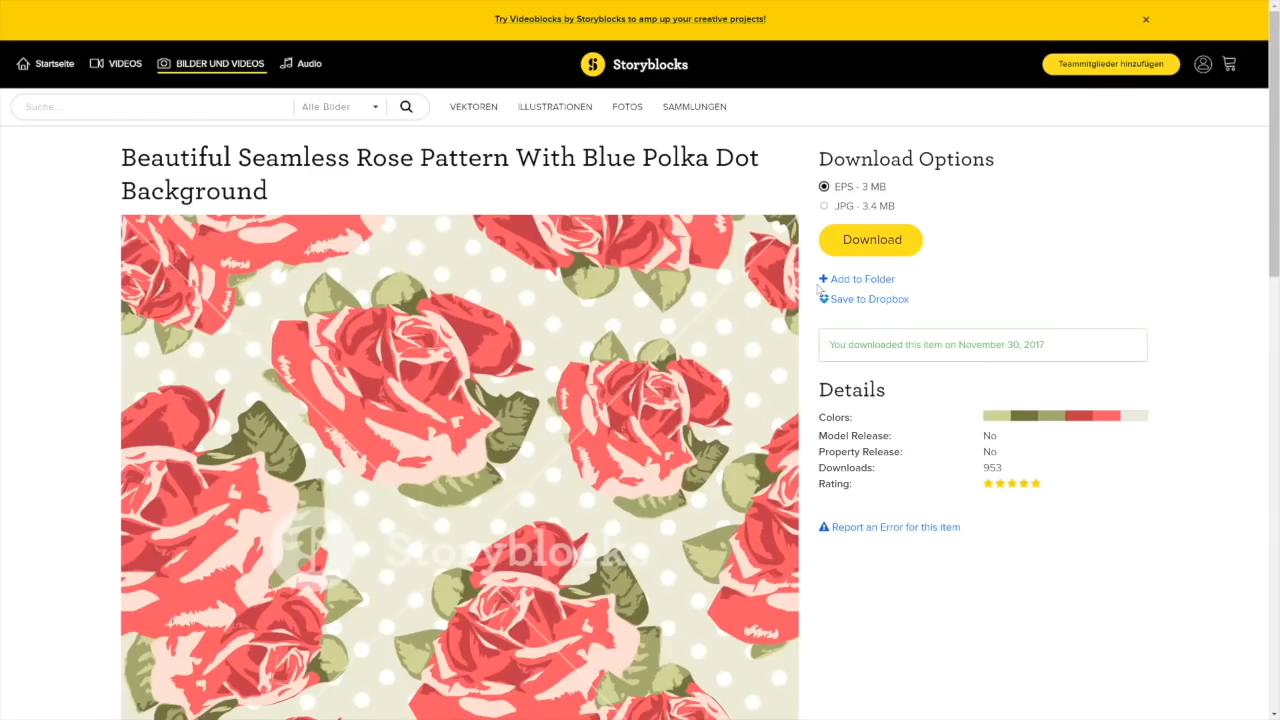 Try Videoblocks by Storyblocks to amp up your creative projects!
×
Startseite VIDEOS BILDER UND VIDEOS Audio
Storyblocks
Teammitglieder hinzufügen
Suche...
Alle Bilder
VEKTOREN ILLUSTRATIONEN FOTOS SAMMLUNGEN
Beautiful Seamless Rose Pattern With Blue Polka Dot
Background
Storyblocks
Download Options
EPS - 3 MB
JPG - 3.4 MB
Download
Add to Folder
Save to Dropbox
You downloaded this item on November 30, 2017
Details
Colors:
Model Release: No
Property Release: No
Downloads: 953
Rating:
Report an Error for this item